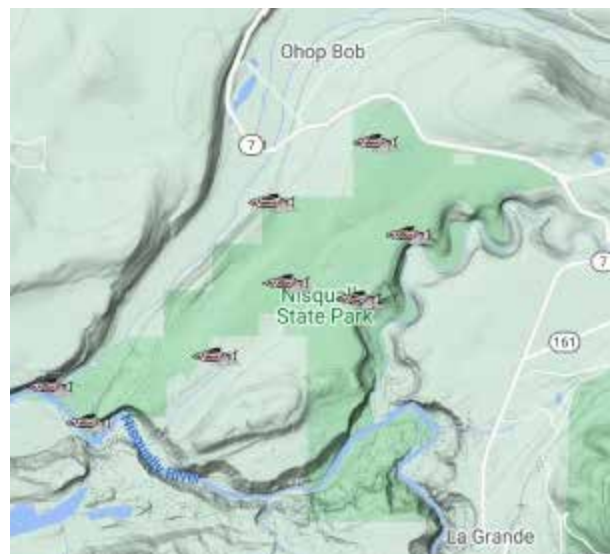 Ohop Bob
7
7
Nisqually
State Park
161
Nisqually River
La Grande